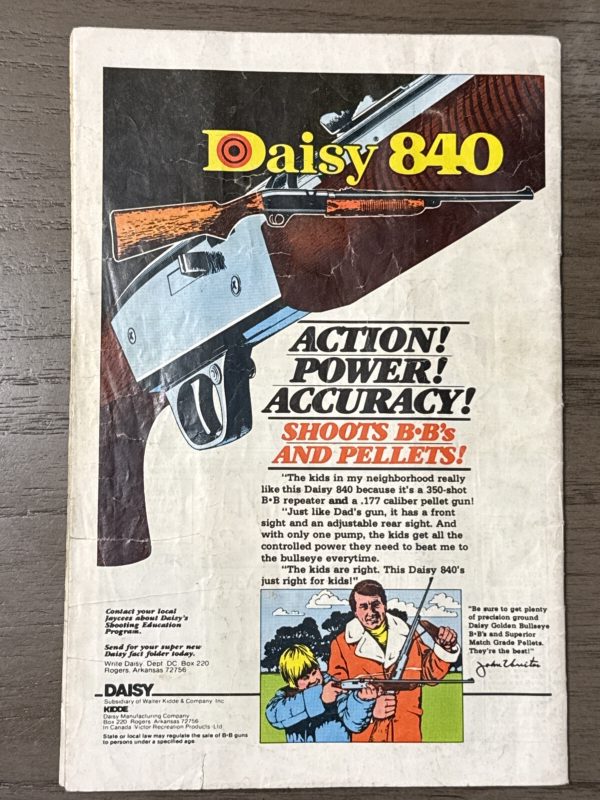 Daisy 840
ACTION!
POWER!
ACCURACY!
SHOOTS B•B's
AND PELLETS!
"The kids in my neighborhood really
like this Daisy 840 because it's a 350-shot
B•B repeater and a .177 caliber pellet gun!
"Just like Dad's gun, it has a front
sight and an adjustable rear sight. And
with only one pump, the kids get all the
controlled power they need to beat me to
the bullseye everytime.
"The kids are right. This Daisy 840's
just right for kids!"
Contact your local
Jaycees about Daisy's
Shooting Education
Program.
Send for your super new
Daisy fact folder today.
Write Daisy Dept DC Box 220
Rogers, Arkansas 72756
DAISY
Subsidiary of Walter Kidde & Company Inc
KIDDE
Daisy Manufacturing Company
Box 220 Rogers Arkansas 72756
In Canada Victor Recreation Products Ltd
State or local law may regulate the sale of B•B guns
to persons under a specified age
"Be sure to get plenty
of precision ground
Daisy Golden Bullseye
B•B's and Superior
Match Grade Pellets.
They're the best!"